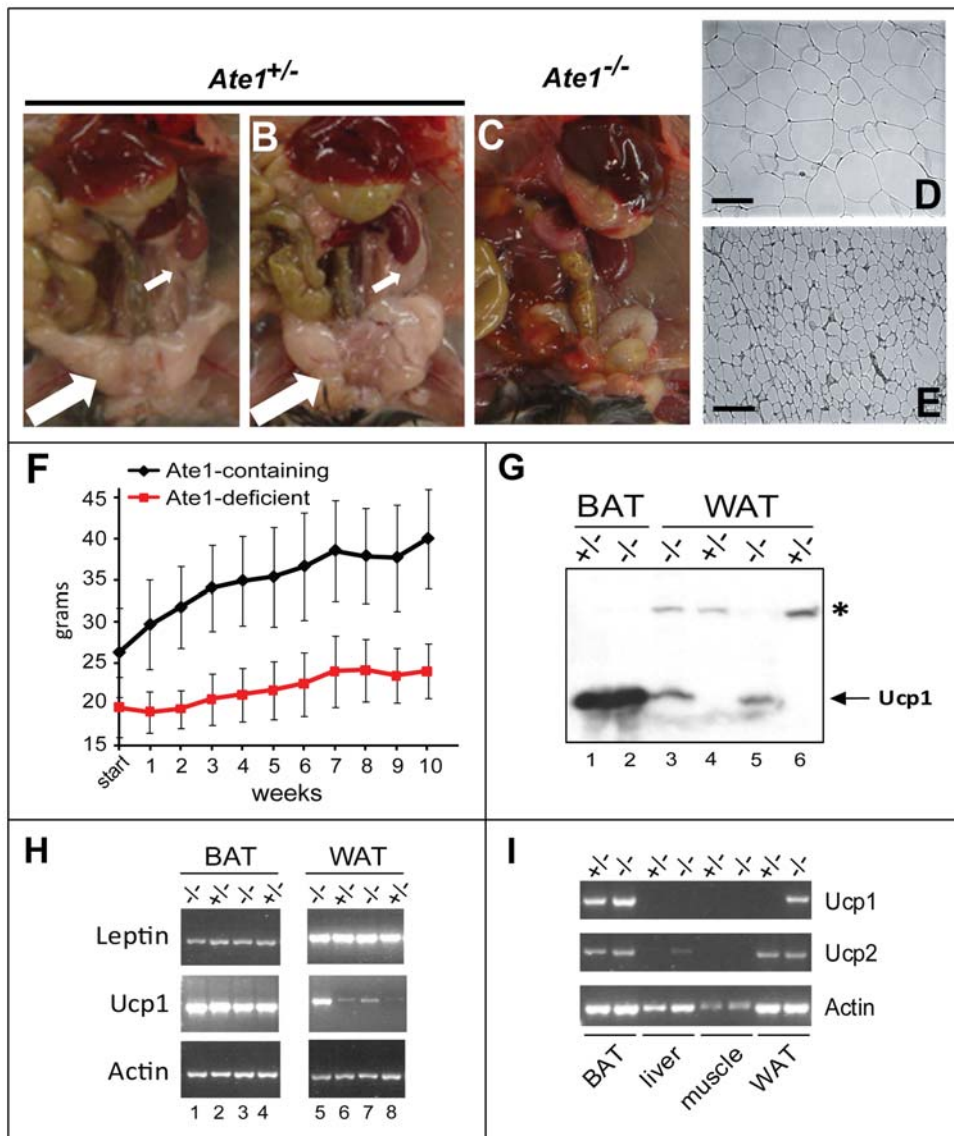 Ate1+/-
Ate1-/-
B
C
D
E
F
Ate1-containing
Ate1-deficient
grams
45
40
35
30
25
20
15
start 1 2 3 4 5 6 7 8 9 10
weeks
G
BAT WAT
+/- -/- -/- +/- -/- +/-
*
Ucp1
1 2 3 4 5 6
H
BAT WAT
-/- +/- -/- +/- -/- +/- -/- +/-
Leptin
Ucp1
Actin
1 2 3 4 5 6 7 8
I
+/- -/- +/- -/- +/- -/- +/- -/-
Ucp1
Ucp2
Actin
BAT liver muscle WAT